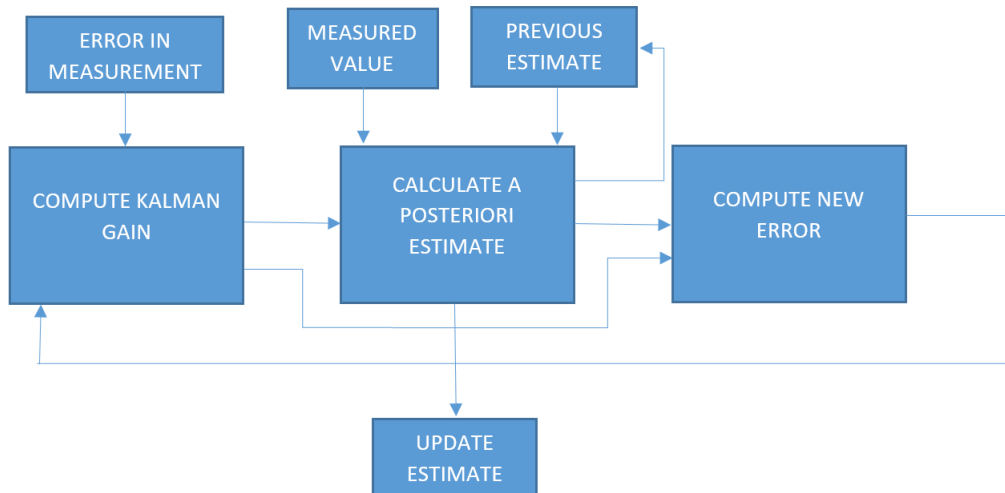 ERROR IN
MEASUREMENT
MEASURED
VALUE
PREVIOUS
ESTIMATE
COMPUTE KALMAN
GAIN
CALCULATE A
POSTERIORI
ESTIMATE
COMPUTE NEW
ERROR
UPDATE
ESTIMATE